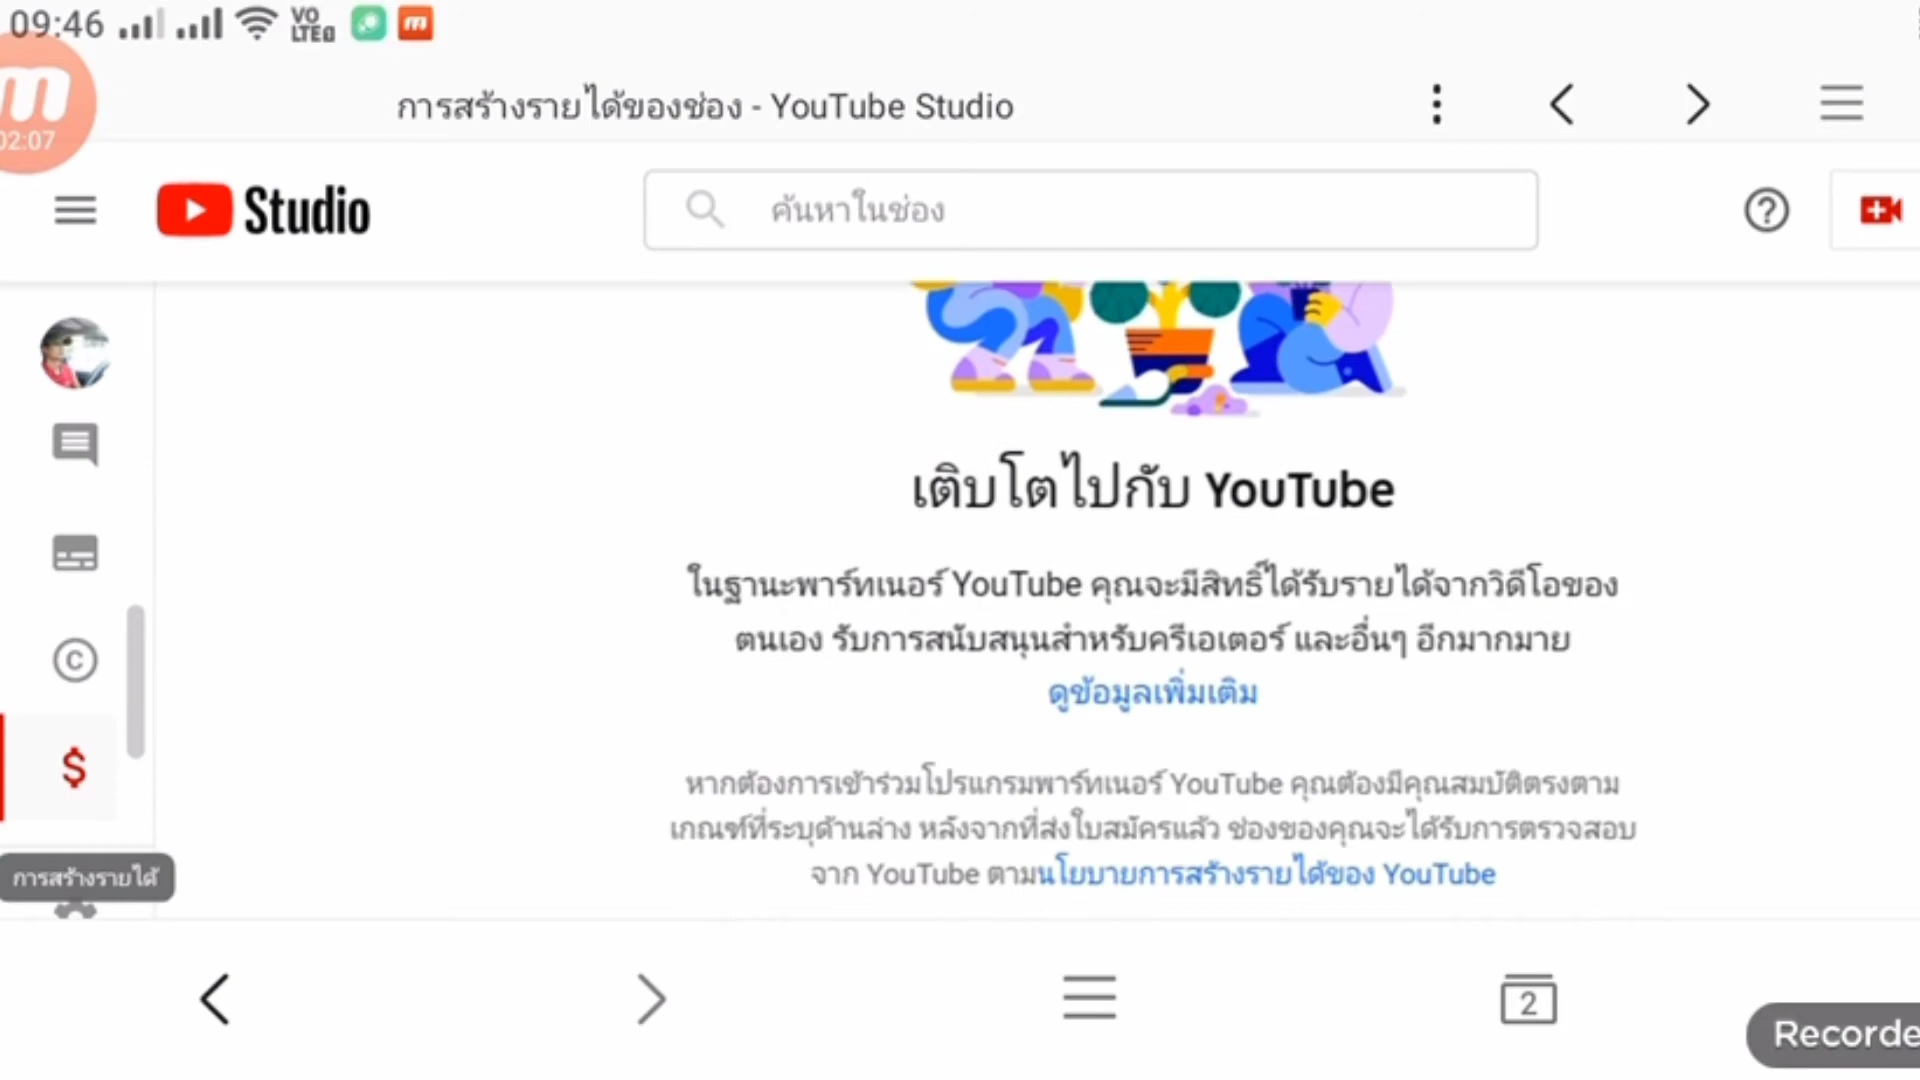 09:46
VO
LTE
m
02:07
การสร้างรายได้ของช่อง - YouTube Studio
Studio
ค้นหาในช่อง
เติบโตไปกับ YouTube
ในฐานะพาร์ทเนอร์ YouTube คุณจะมีสิทธิ์ได้รับรายได้จากวิดีโอของ
ตนเอง รับการสนับสนุนสำหรับครีเอเตอร์ และอื่นๆ อีกมากมาย
ดูข้อมูลเพิ่มเติม
หากต้องการเข้าร่วมโปรแกรมพาร์ทเนอร์ YouTube คุณต้องมีคุณสมบัติตรงตาม
เกณฑ์ที่ระบุด้านล่าง หลังจากที่ส่งใบสมัครแล้ว ช่องของคุณจะได้รับการตรวจสอบ
จาก YouTube ตามนโยบายการสร้างรายได้ของ YouTube
การสร้างรายได้
2
Recorde